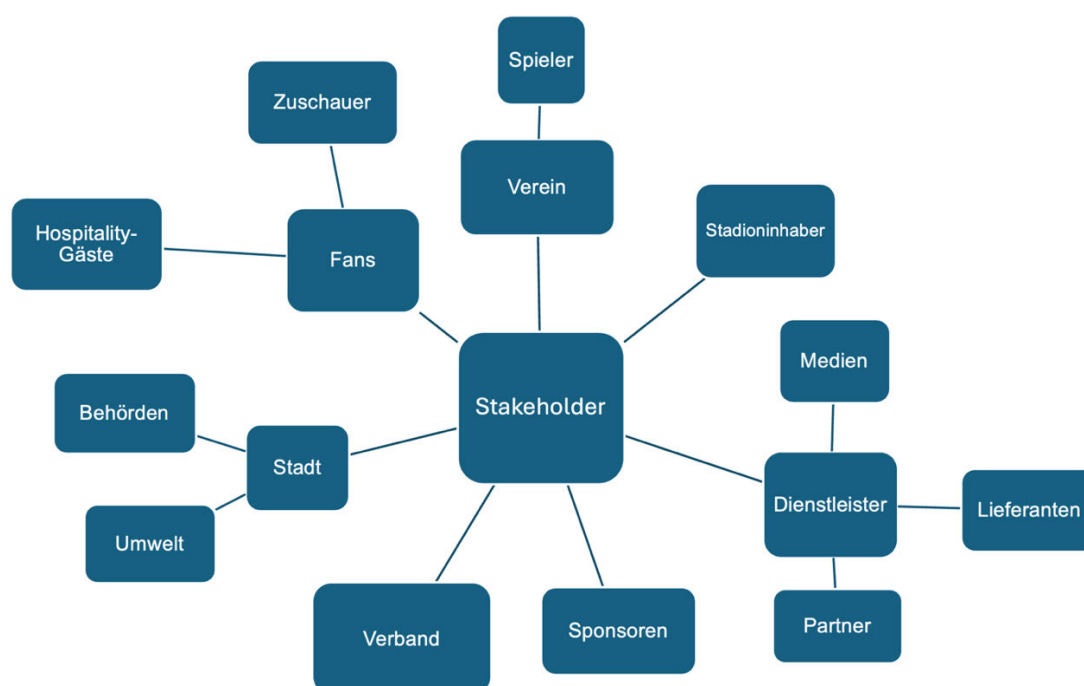 Spieler
Zuschauer
Verein
Hospitality-
Gäste
Fans
Stadioninhaber
Medien
Stakeholder
Behörden
Stadt
Dienstleister
Lieferanten
Umwelt
Verband
Sponsoren
Partner